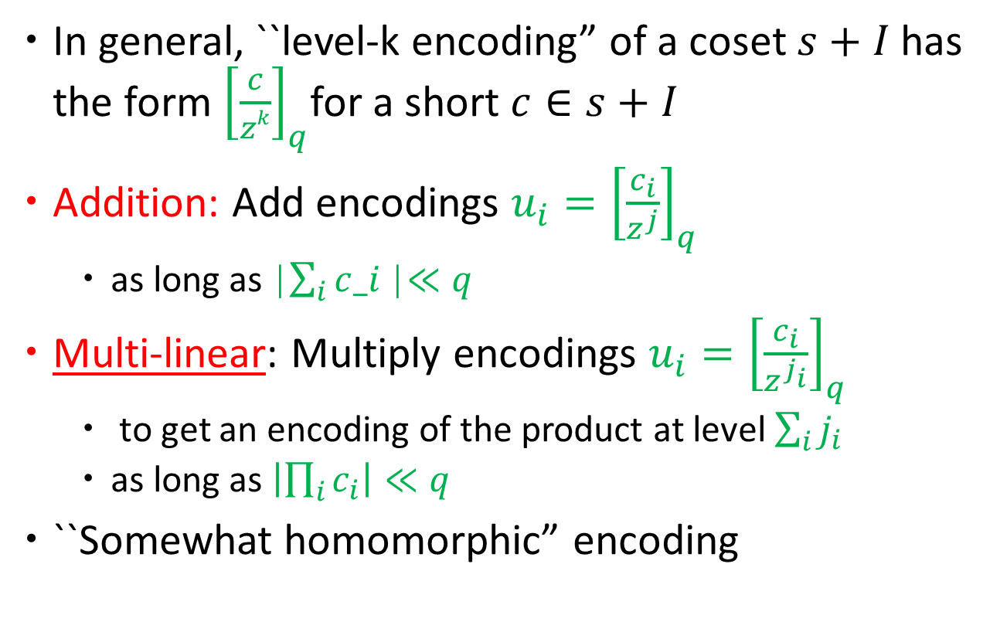 • In general, ``level-k encoding” of a coset $s + I$ has
the form $\left[\frac{c}{z^k}\right]_q$ for a short $c \in s + I$
• Addition: Add encodings $u_i = \left[\frac{c_i}{z^j}\right]_q$
• as long as $|\sum_i c\_i\ | \ll q$
• Multi-linear: Multiply encodings $u_i = \left[\frac{c_i}{z^{j_i}}\right]_q$
• to get an encoding of the product at level $\sum_i j_i$
• as long as $|\prod_i c_i| \ll q$
• ``Somewhat homomorphic” encoding